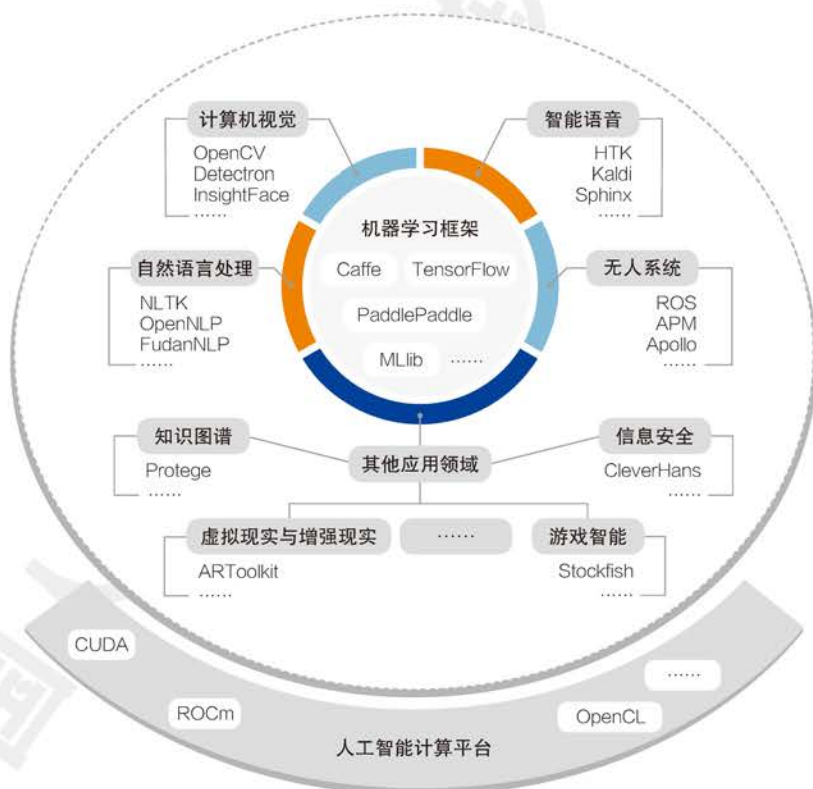 计算机视觉
OpenCV
Detectron
InsightFace
……
智能语音
HTK
Kaldi
Sphinx
……
机器学习框架
Caffe
TensorFlow
PaddlePaddle
MLlib
……
自然语言处理
NLTK
OpenNLP
FudanNLP
……
无人系统
ROS
APM
Apollo
……
知识图谱
Protege
……
其他应用领域
信息安全
CleverHans
……
虚拟现实与增强现实
ARToolkit
……
……
游戏智能
Stockfish
……
CUDA
ROCm
OpenCL
……
人工智能计算平台